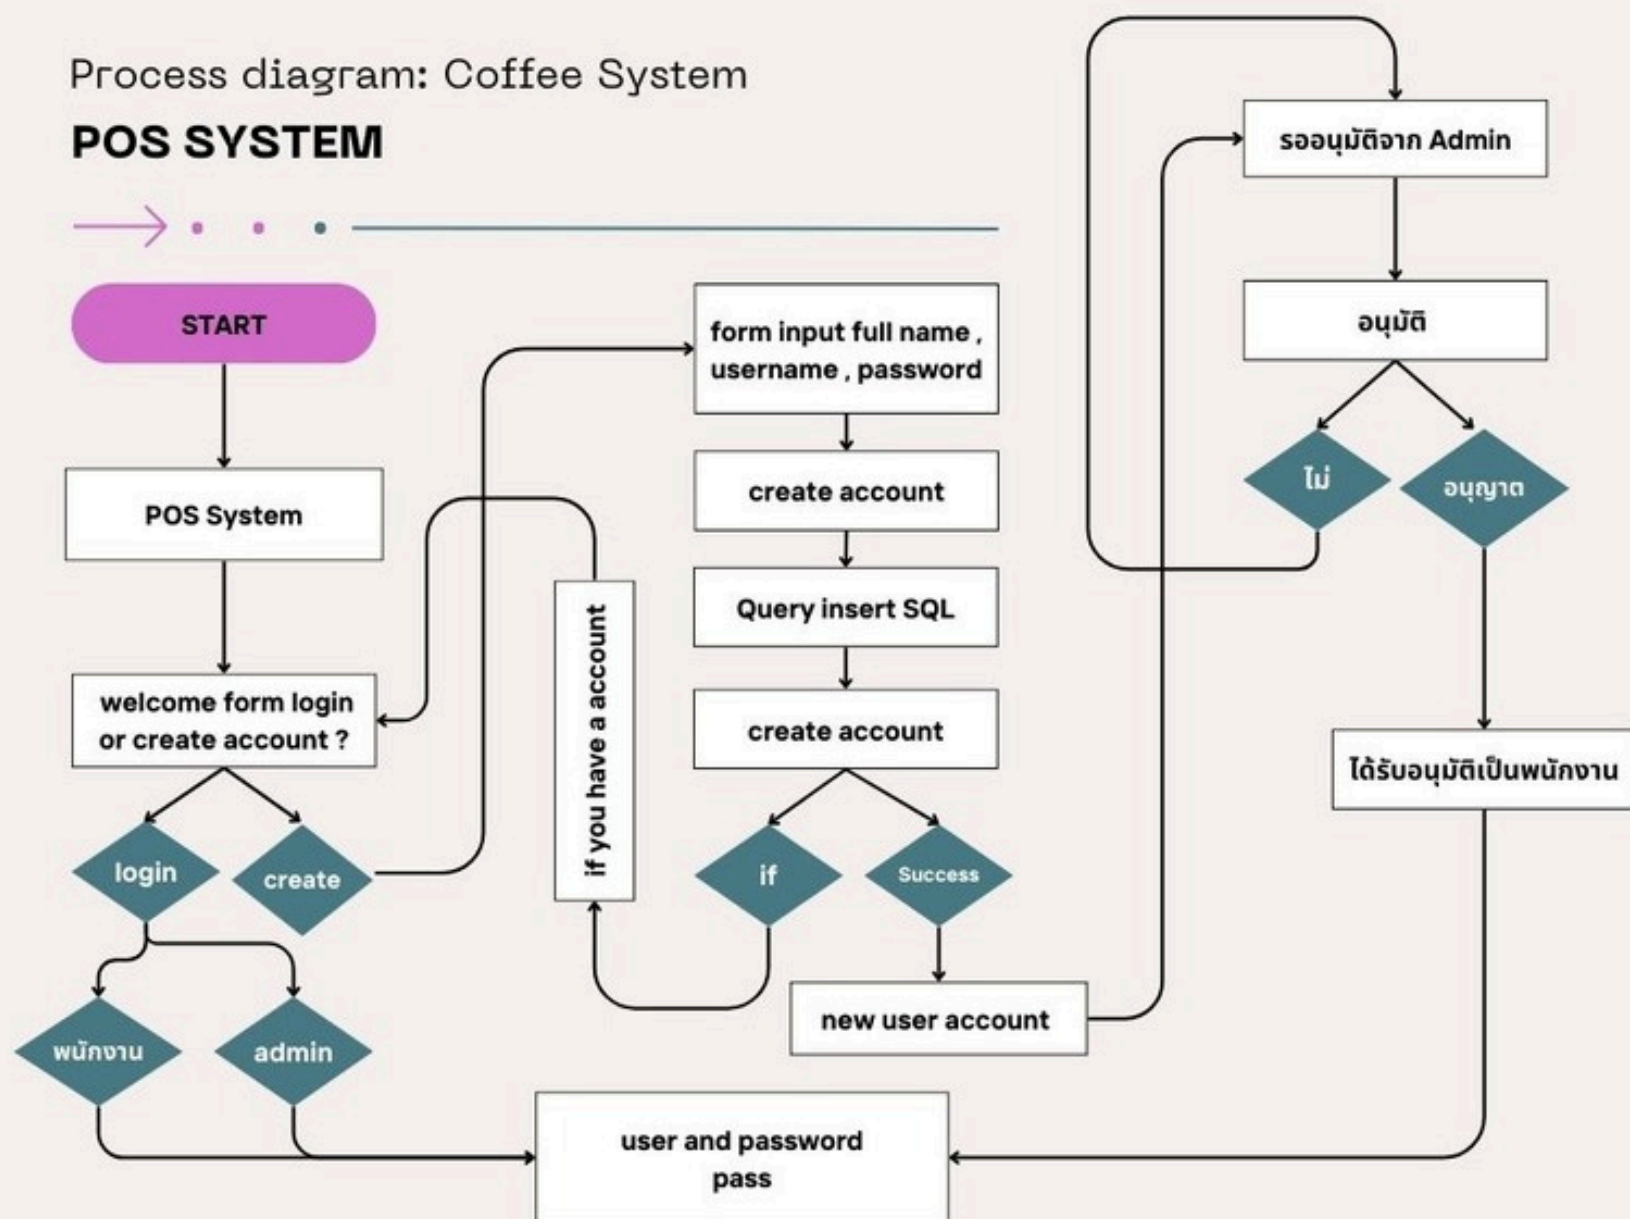 Process diagram: Coffee System
POS SYSTEM
START
POS System
welcome form login
or create account ?
login
create
พนักงาน
admin
if you have a account
form input full name ,
username , password
create account
Query insert SQL
create account
if
Success
new user account
user and password
pass
รออนุมัติจาก Admin
อนุมัติ
ไม่
อนุญาต
ได้รับอนุมัติเป็นพนักงาน